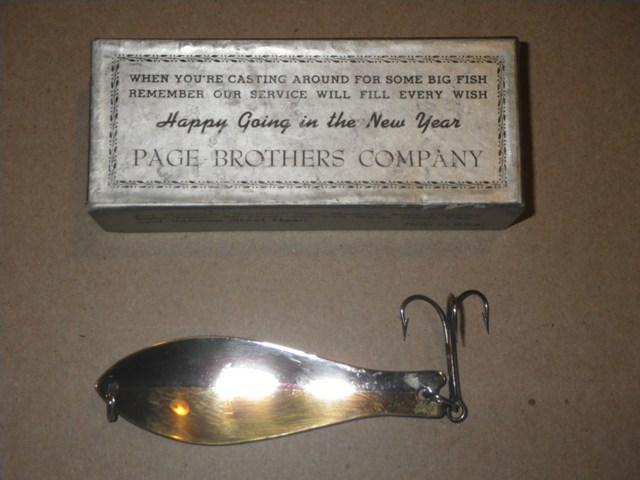 WHEN YOU'RE CASTING AROUND FOR SOME BIG FISH
REMEMBER OUR SERVICE WILL FILL EVERY WISH
Happy Going in the New Year
PAGE BROTHERS COMPANY